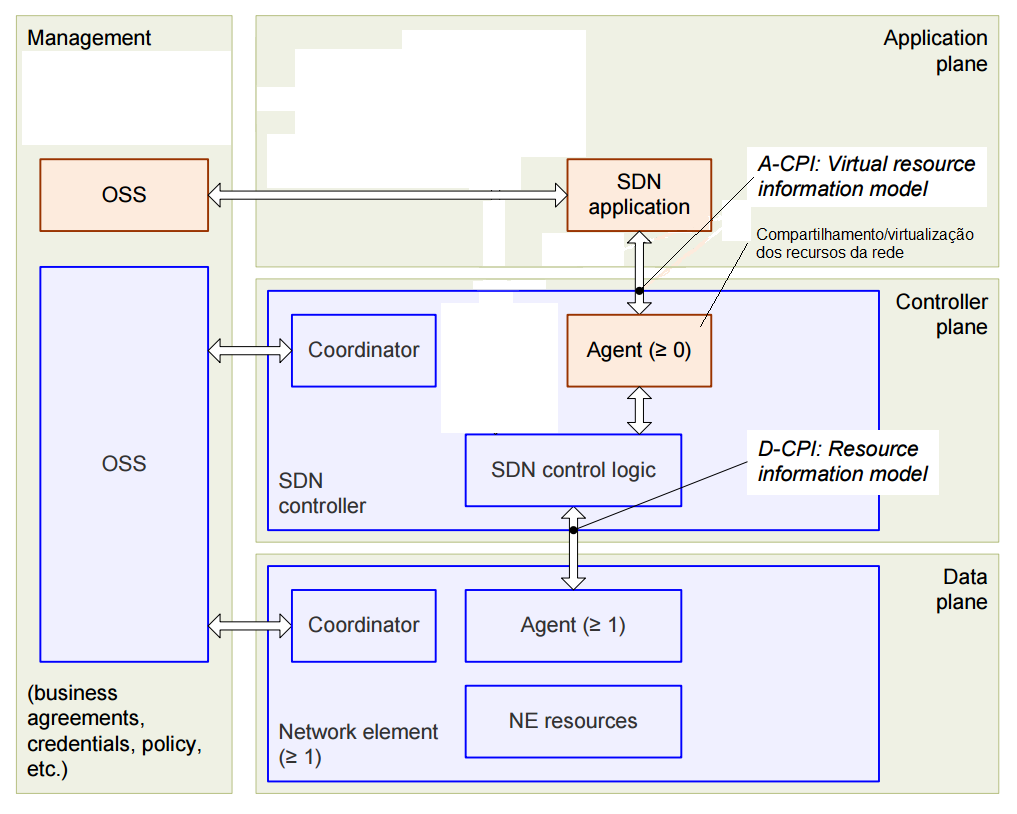 Management
Application
plane
OSS
SDN
application
A-CPI: Virtual resource
information model
Compartilhamento/virtualização
dos recursos da rede
Controller
plane
Coordinator
Agent (≥ 0)
OSS
SDN control logic
SDN
controller
D-CPI: Resource
information model
Data
plane
Coordinator
Agent (≥ 1)
NE resources
Network element
(≥ 1)
(business
agreements,
credentials, policy,
etc.)